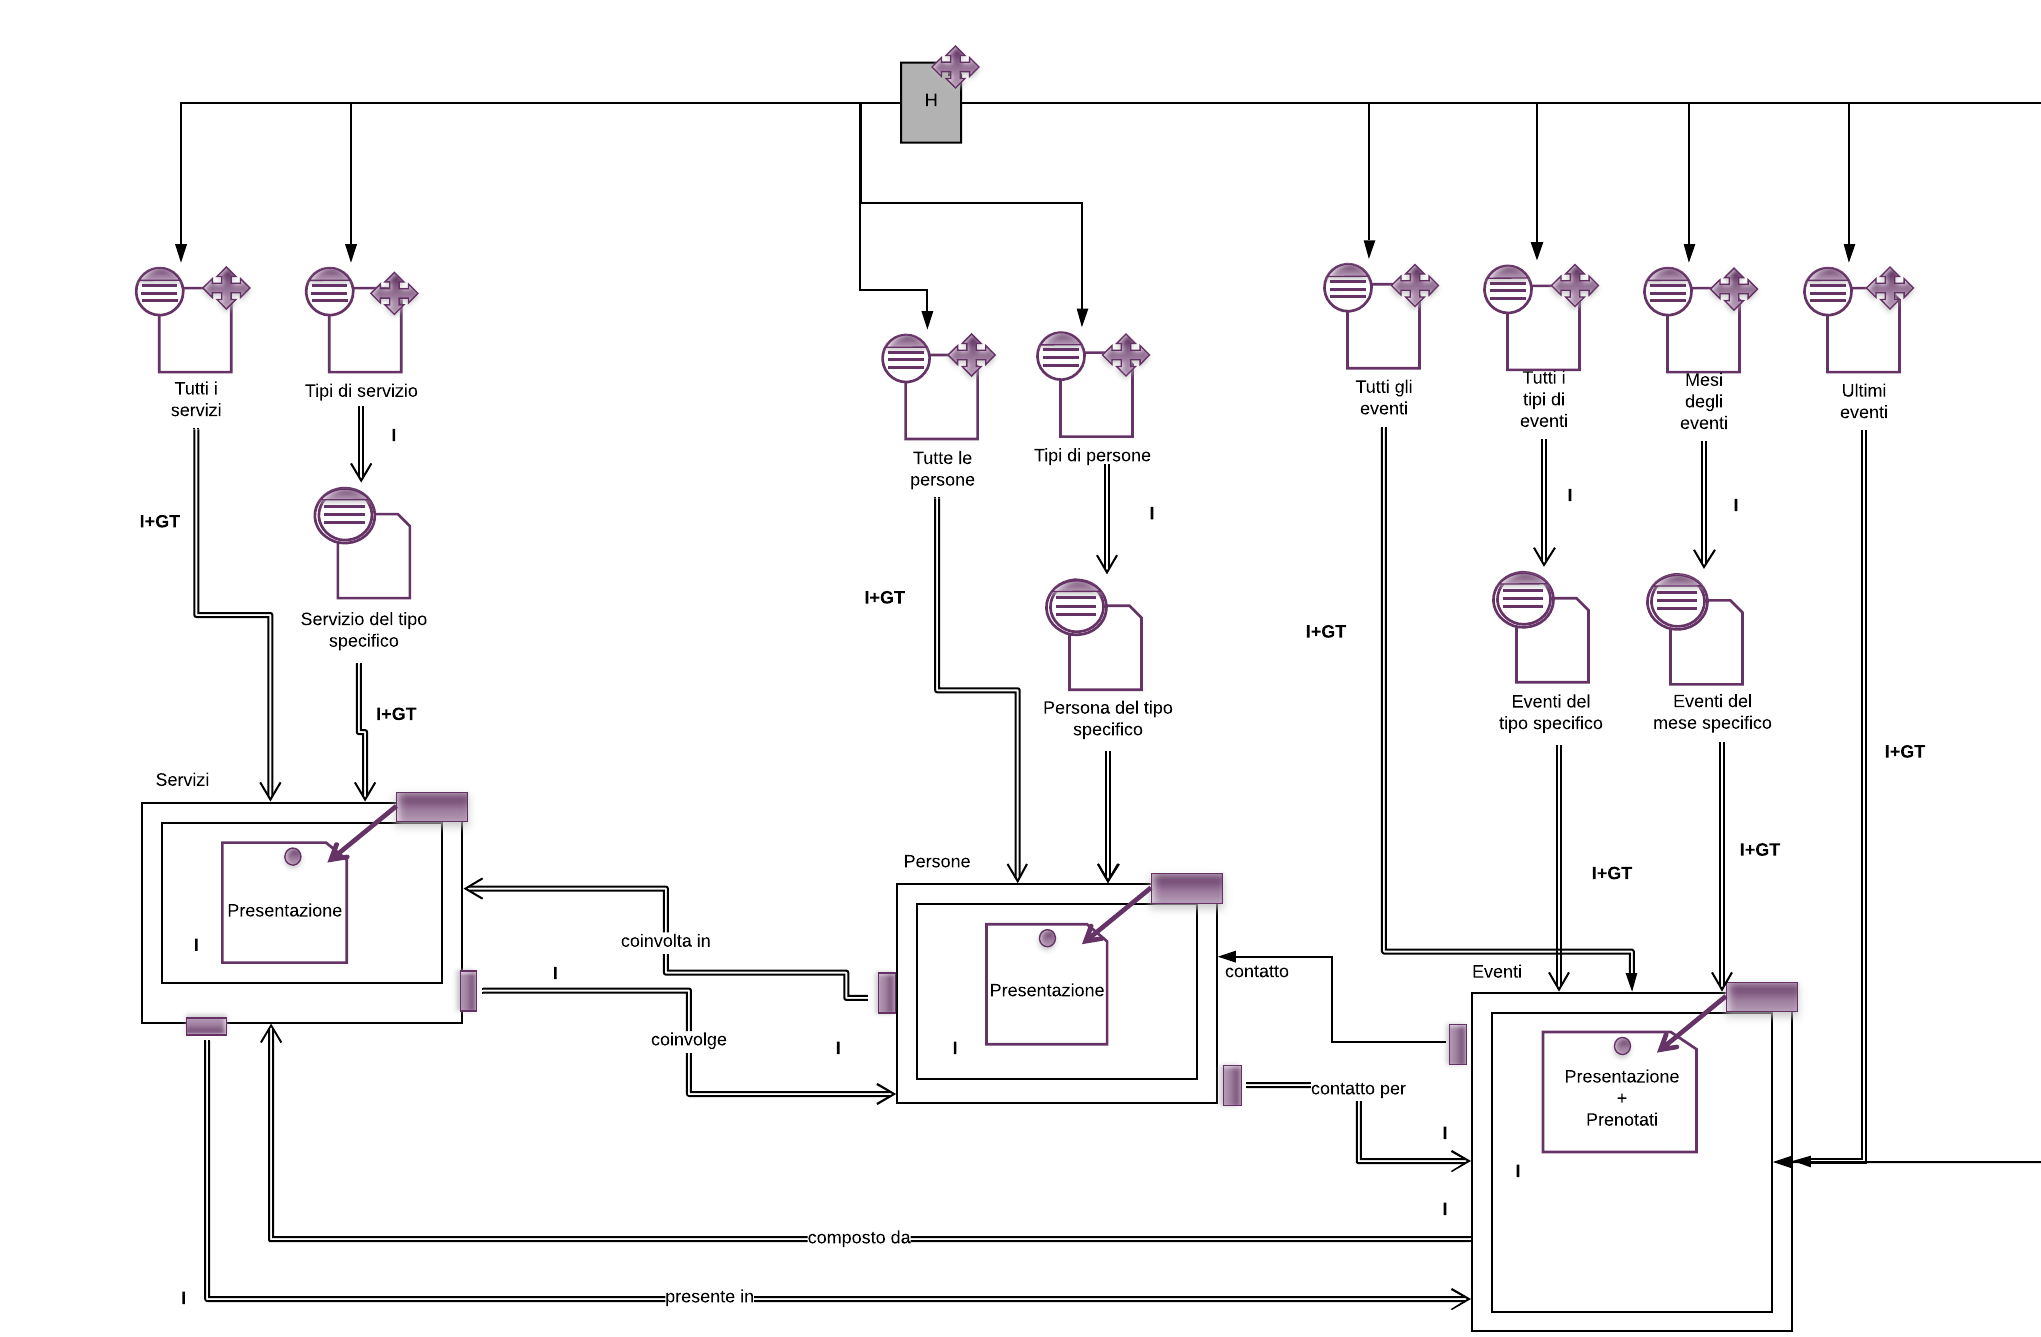 H
Tutti i
servizi
Tipi di servizio
I
I+GT
Servizio del tipo
specifico
I+GT
Tutte le
persone
Tipi di persone
I
I+GT
Persona del tipo
specifico
Tutti gli
eventi
Tutti i
tipi di
eventi
Mesi
degli
eventi
Ultimi
eventi
I
I
I+GT
Eventi del
tipo specifico
Eventi del
mese specifico
I+GT
I+GT
I+GT
Servizi
Presentazione
I
coinvolta in
I
coinvolge
I
Persone
Presentazione
I
contatto
contatto per
I
I
Eventi
Presentazione
+
Prenotati
I
composto da
I
presente in